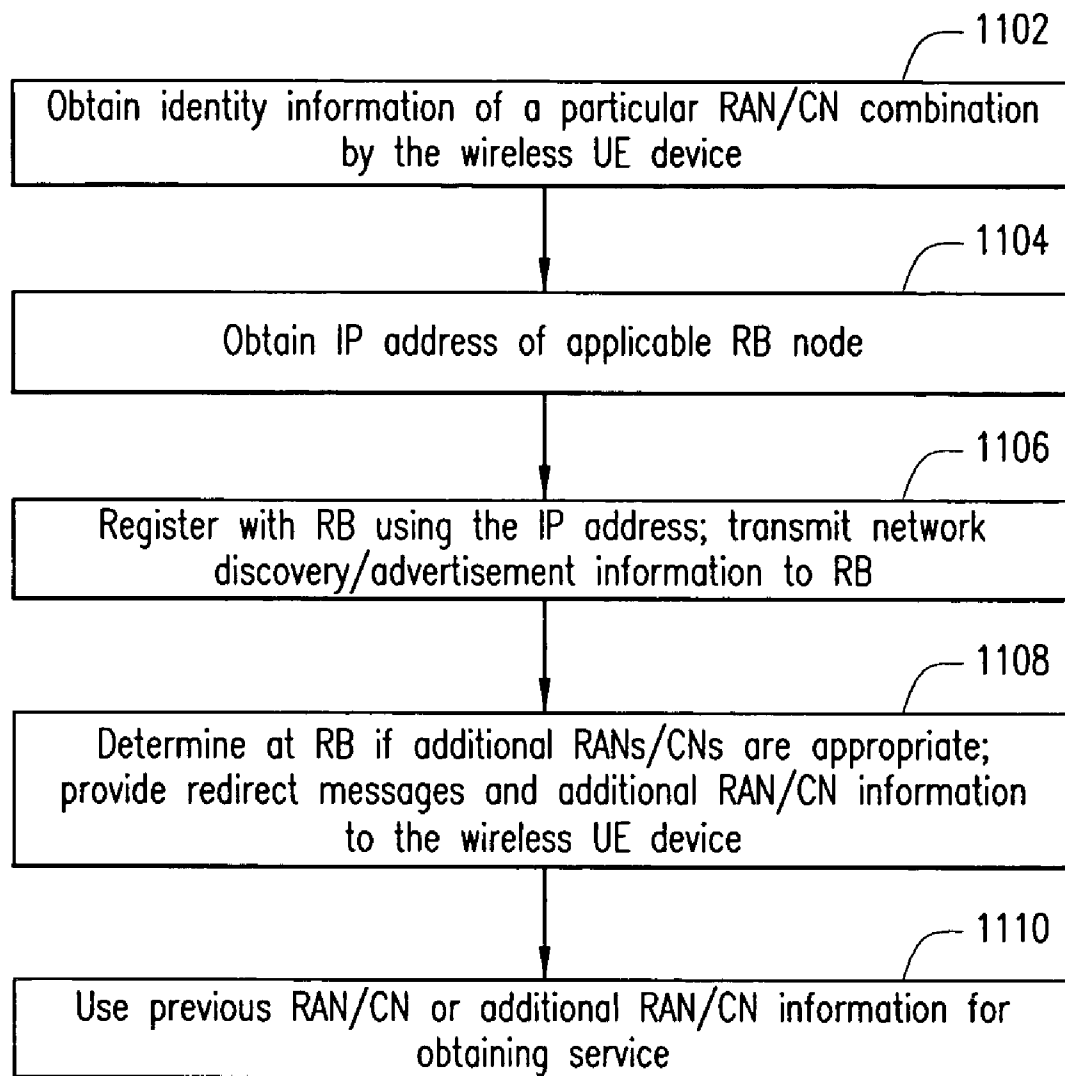 1102
Obtain identity information of a particular RAN/CN combination
by the wireless UE device
1104
Obtain IP address of applicable RB node
1106
Register with RB using the IP address; transmit network
discovery/advertisement information to RB
1108
Determine at RB if additional RANs/CNs are appropriate;
provide redirect messages and additional RAN/CN information
to the wireless UE device
1110
Use previous RAN/CN or additional RAN/CN information for
obtaining service